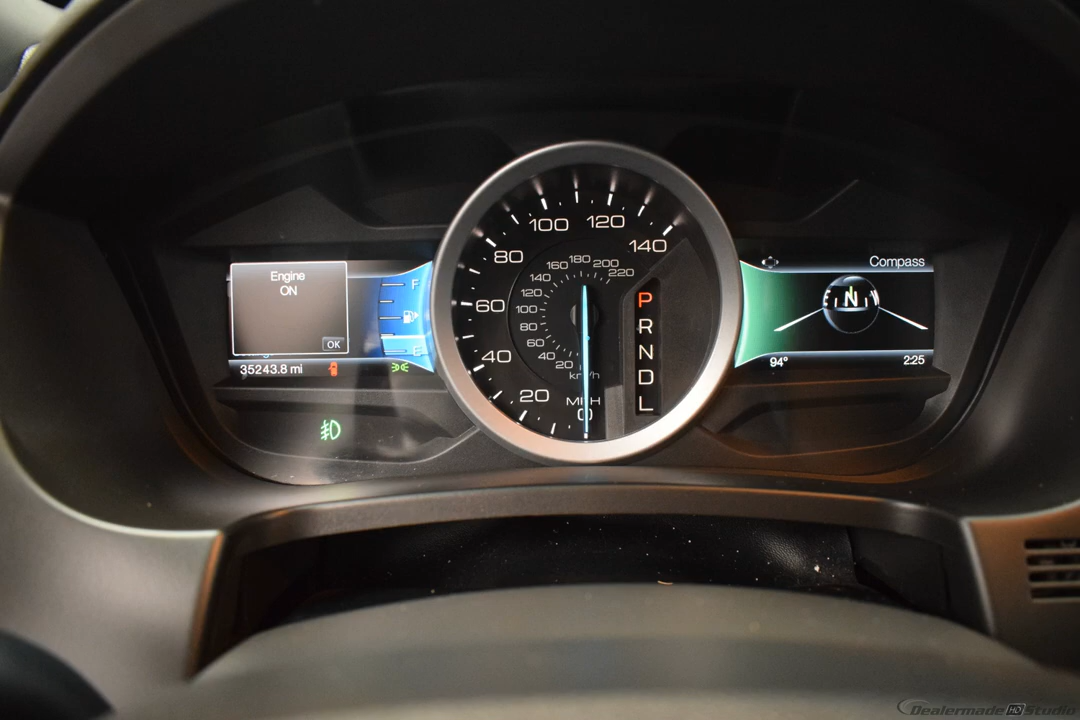 Engine
ON
OK
35243.8 mi
F
E
100 120
80 140
60
40
20
160 180 200
140 220
120
100
80
60
40
20
km/h
MPH
0
P
R
N
D
L
Compass
N
94° 2:25
Dealermade HD Studio